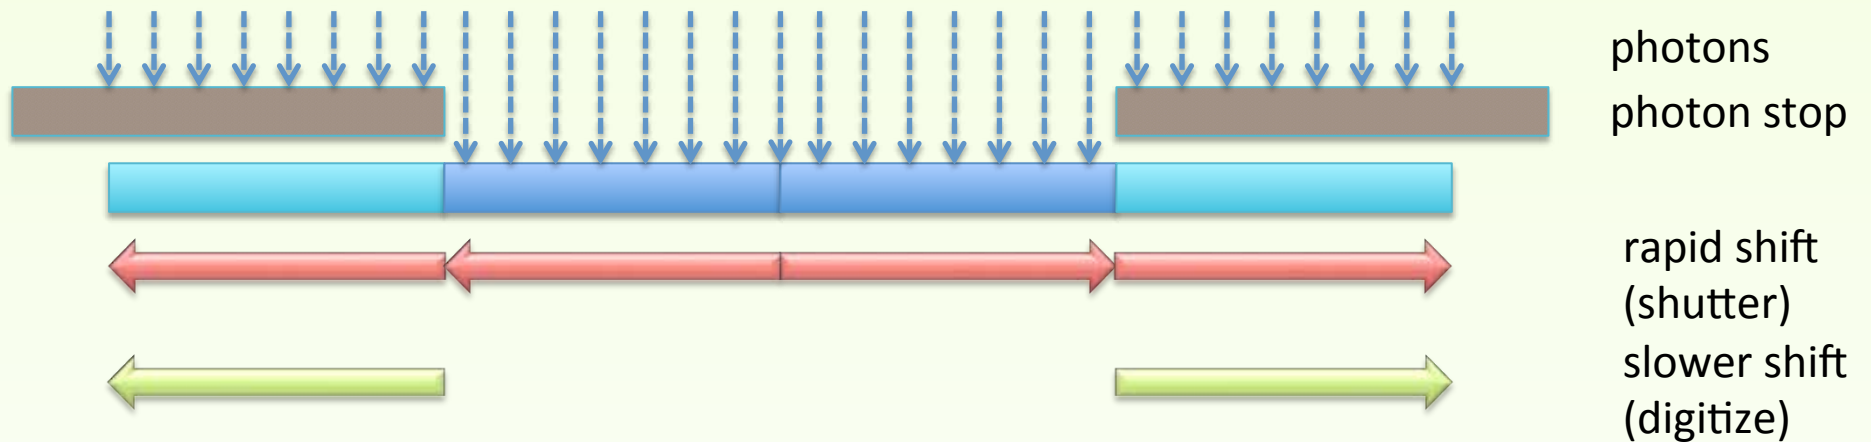 photons
photon stop
rapid shift
(shutter)
slower shift
(digitize)